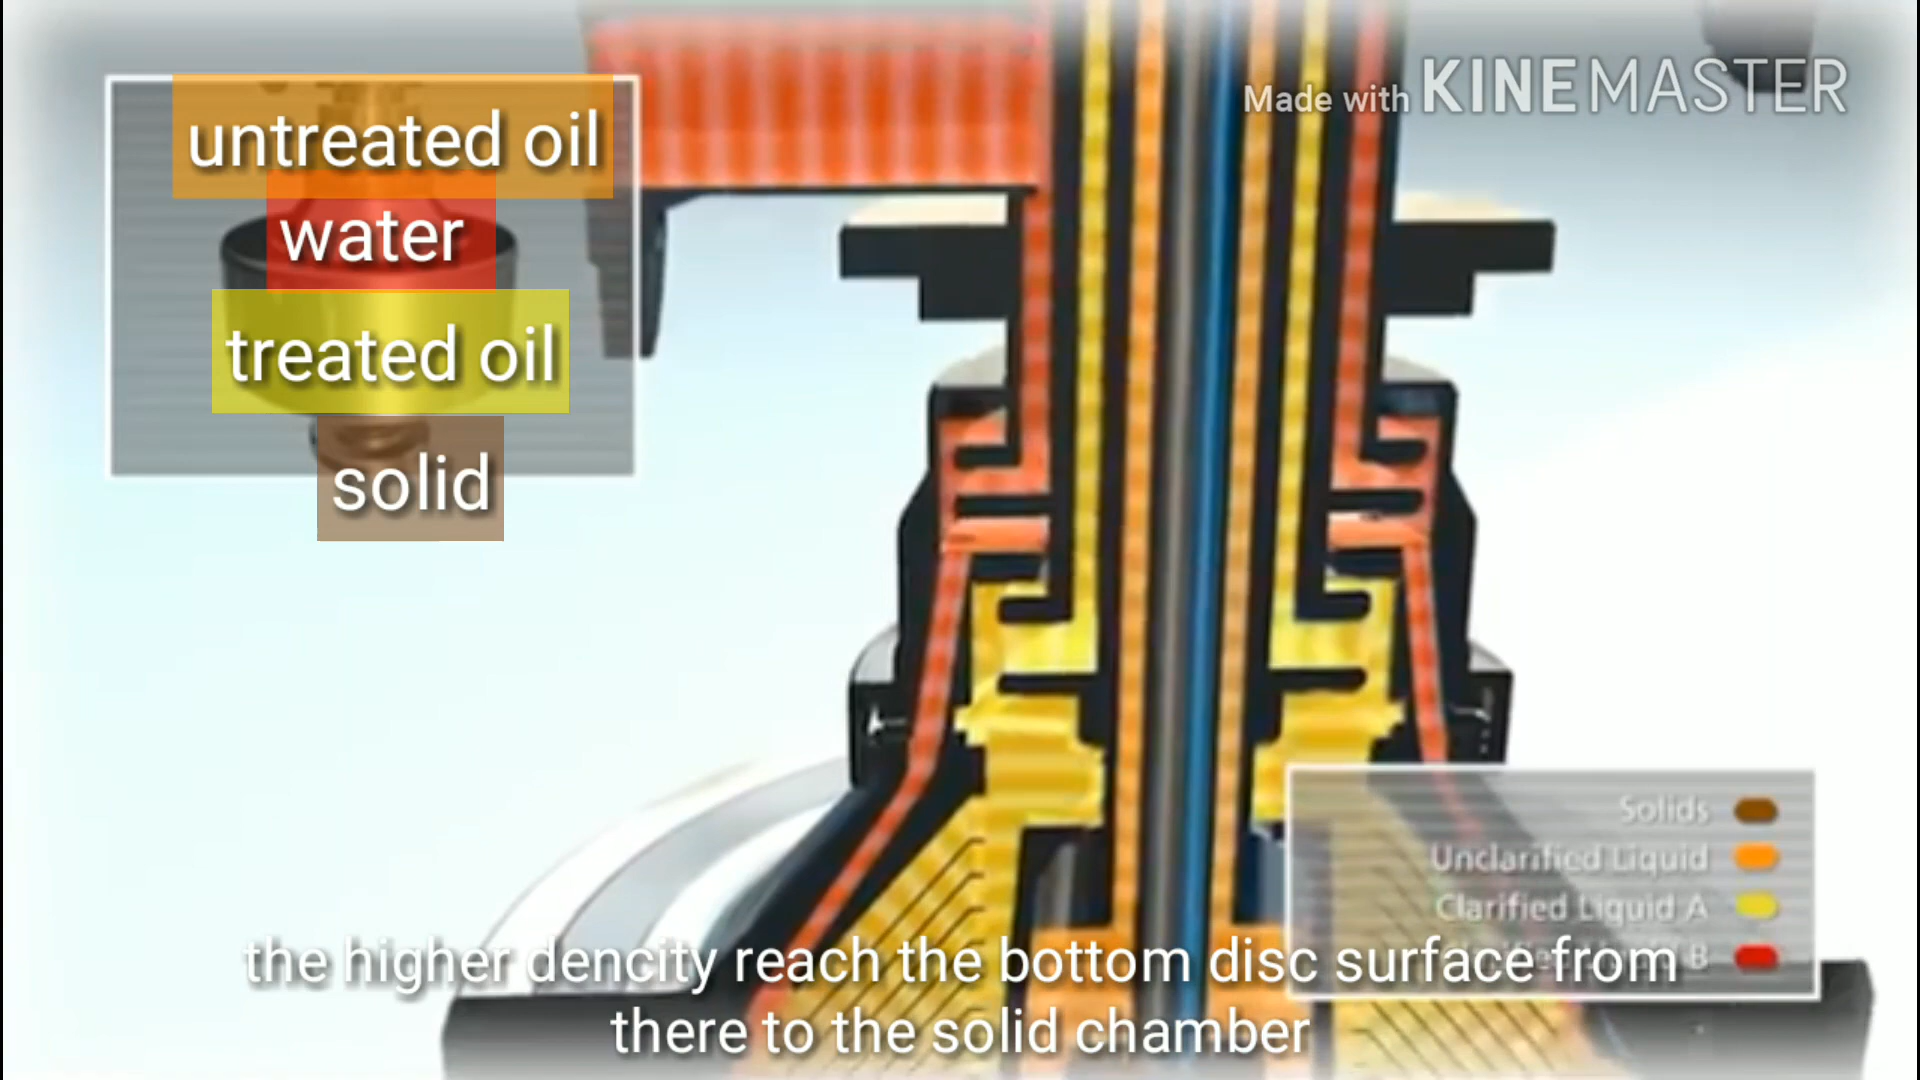 untreated oil
water
treated oil
solid
Made with KINEMASTER
Solids
Unclarified Liquid
Clarified Liquid A
B
the higher dencity reach the bottom disc surface from
there to the solid chamber